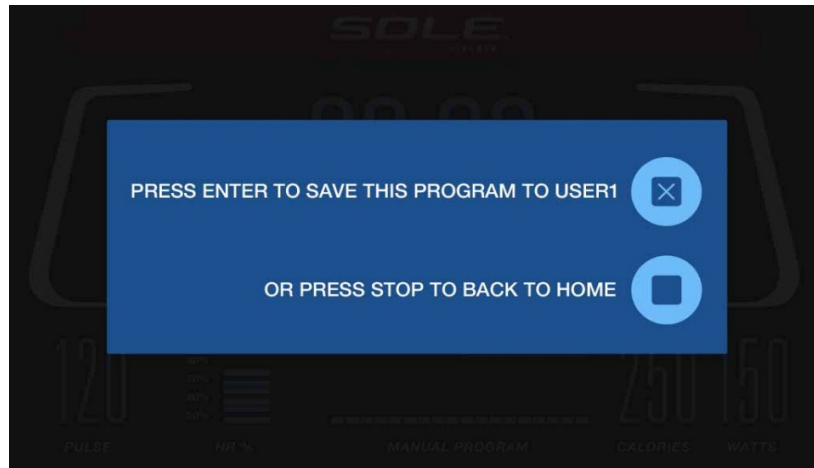 SOLE
PRESS ENTER TO SAVE THIS PROGRAM TO USER1
OR PRESS STOP TO BACK TO HOME
120
250
150
PULSE
HR %
MANUAL PROGRAM
CALORIES
WATTS